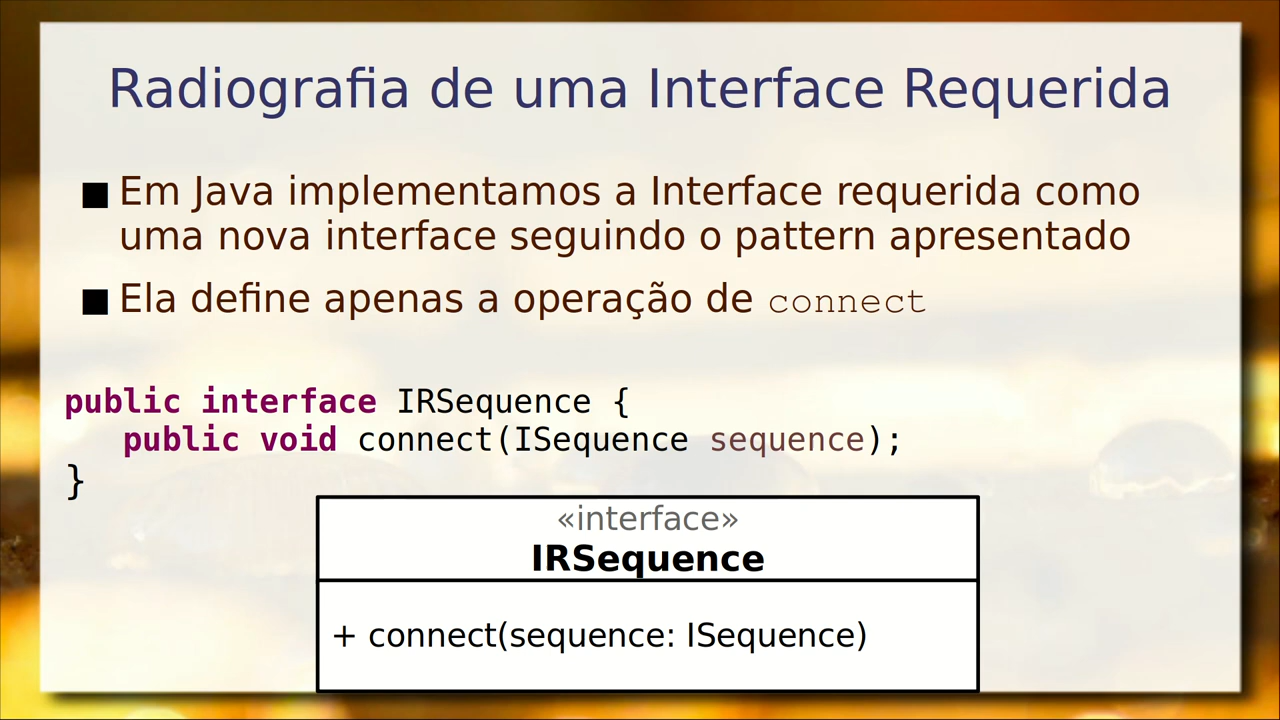 Radiografia de uma Interface Requerida
■ Em Java implementamos a Interface requerida como
uma nova interface seguindo o pattern apresentado
■ Ela define apenas a operação de connect
public interface IRSequence {
   public void connect(ISequence sequence);
}
«interface»
IRSequence
+ connect(sequence: ISequence)